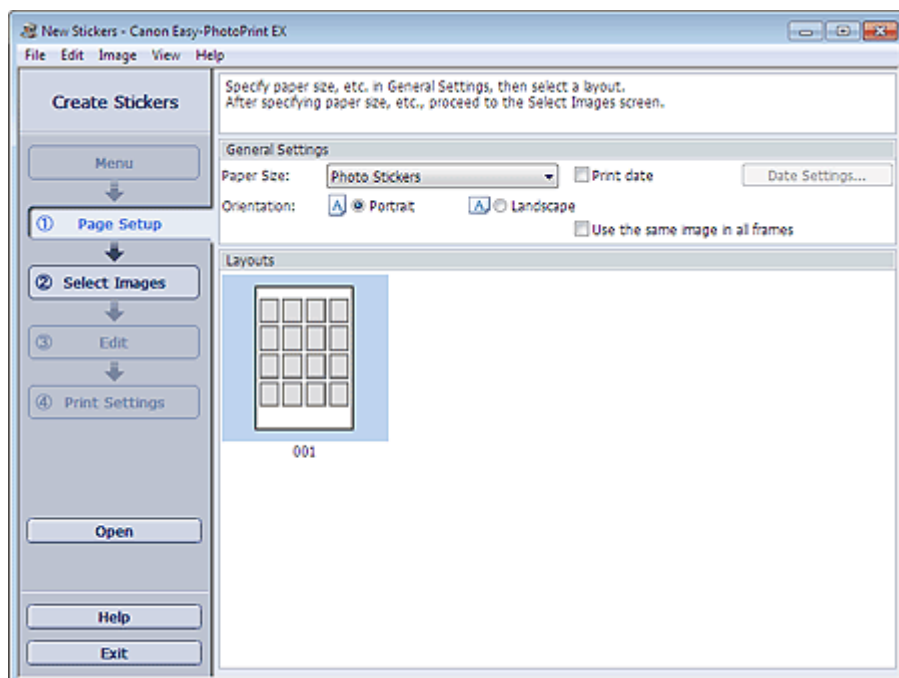 New Stickers - Canon Easy-PhotoPrint EX
File Edit Image View Help
Create Stickers
Specify paper size, etc. in General Settings, then select a layout.
After specifying paper size, etc., proceed to the Select Images screen.
Menu
① Page Setup
② Select Images
③ Edit
④ Print Settings
Open
Help
Exit
General Settings
Paper Size: Photo Stickers Print date Date Settings...
Orientation: A Portrait A Landscape
Use the same image in all frames
Layouts
001